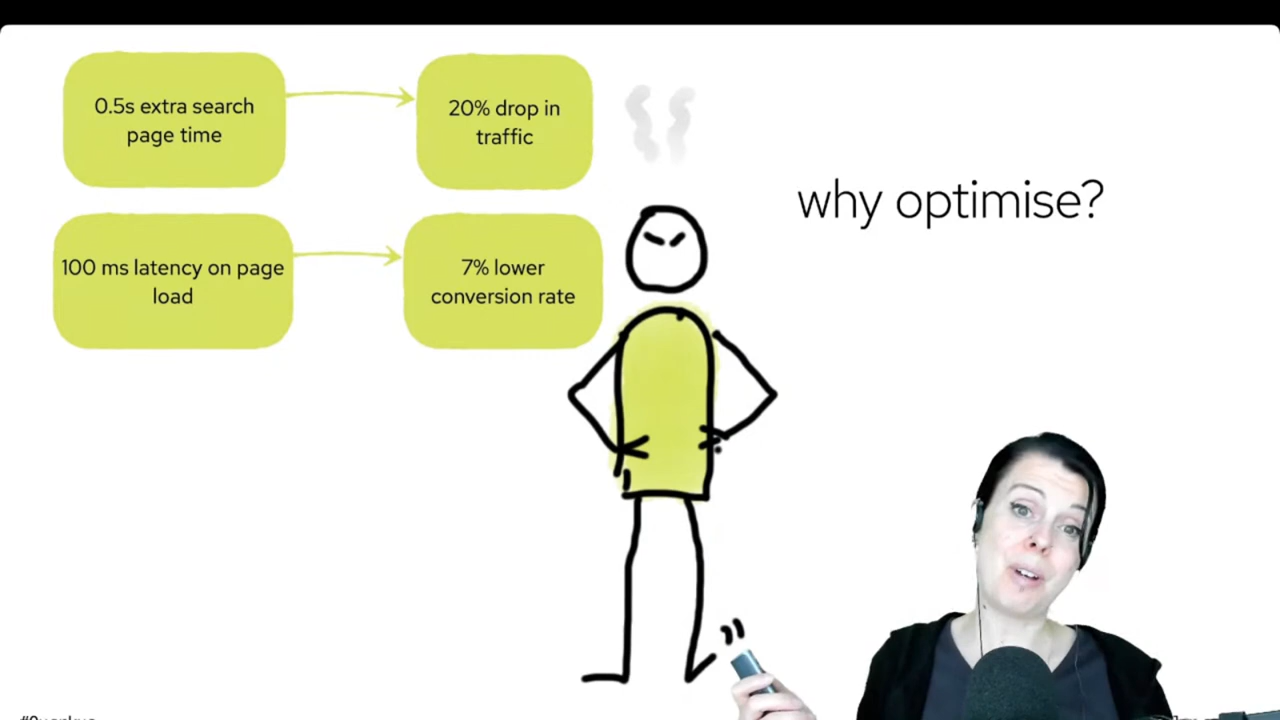 0.5s extra search
page time
20% drop in
traffic
why optimise?
100 ms latency on page
load
7% lower
conversion rate